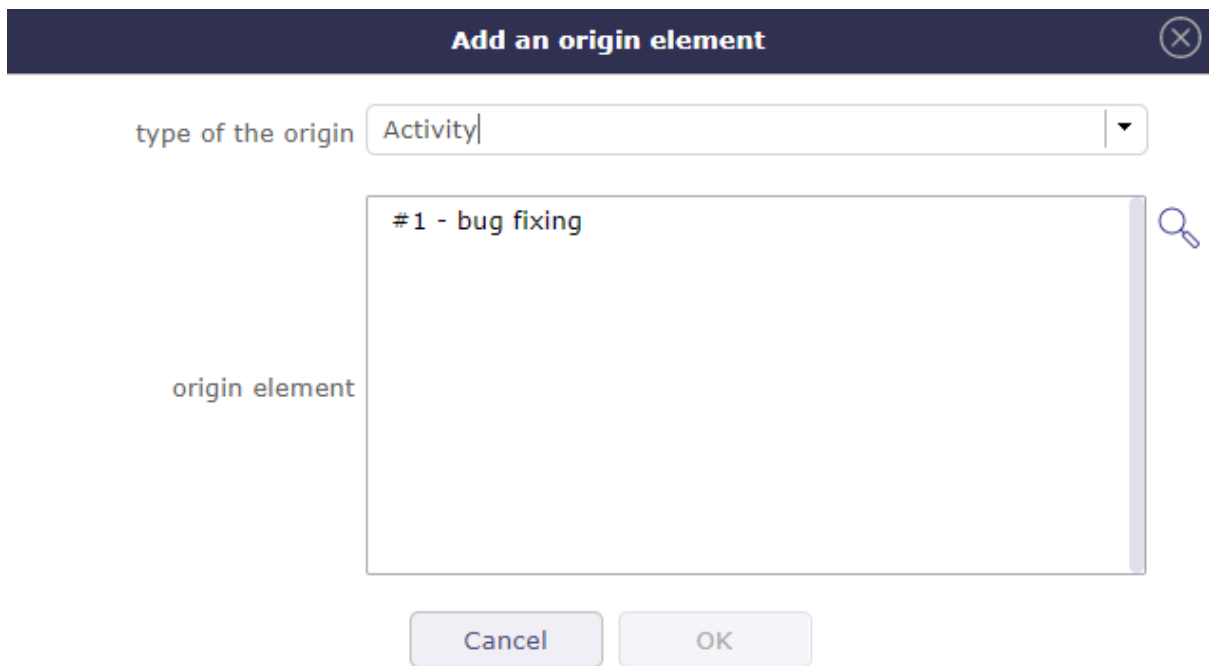 Add an origin element
type of the origin Activity
#1 - bug fixing
origin element
Cancel OK